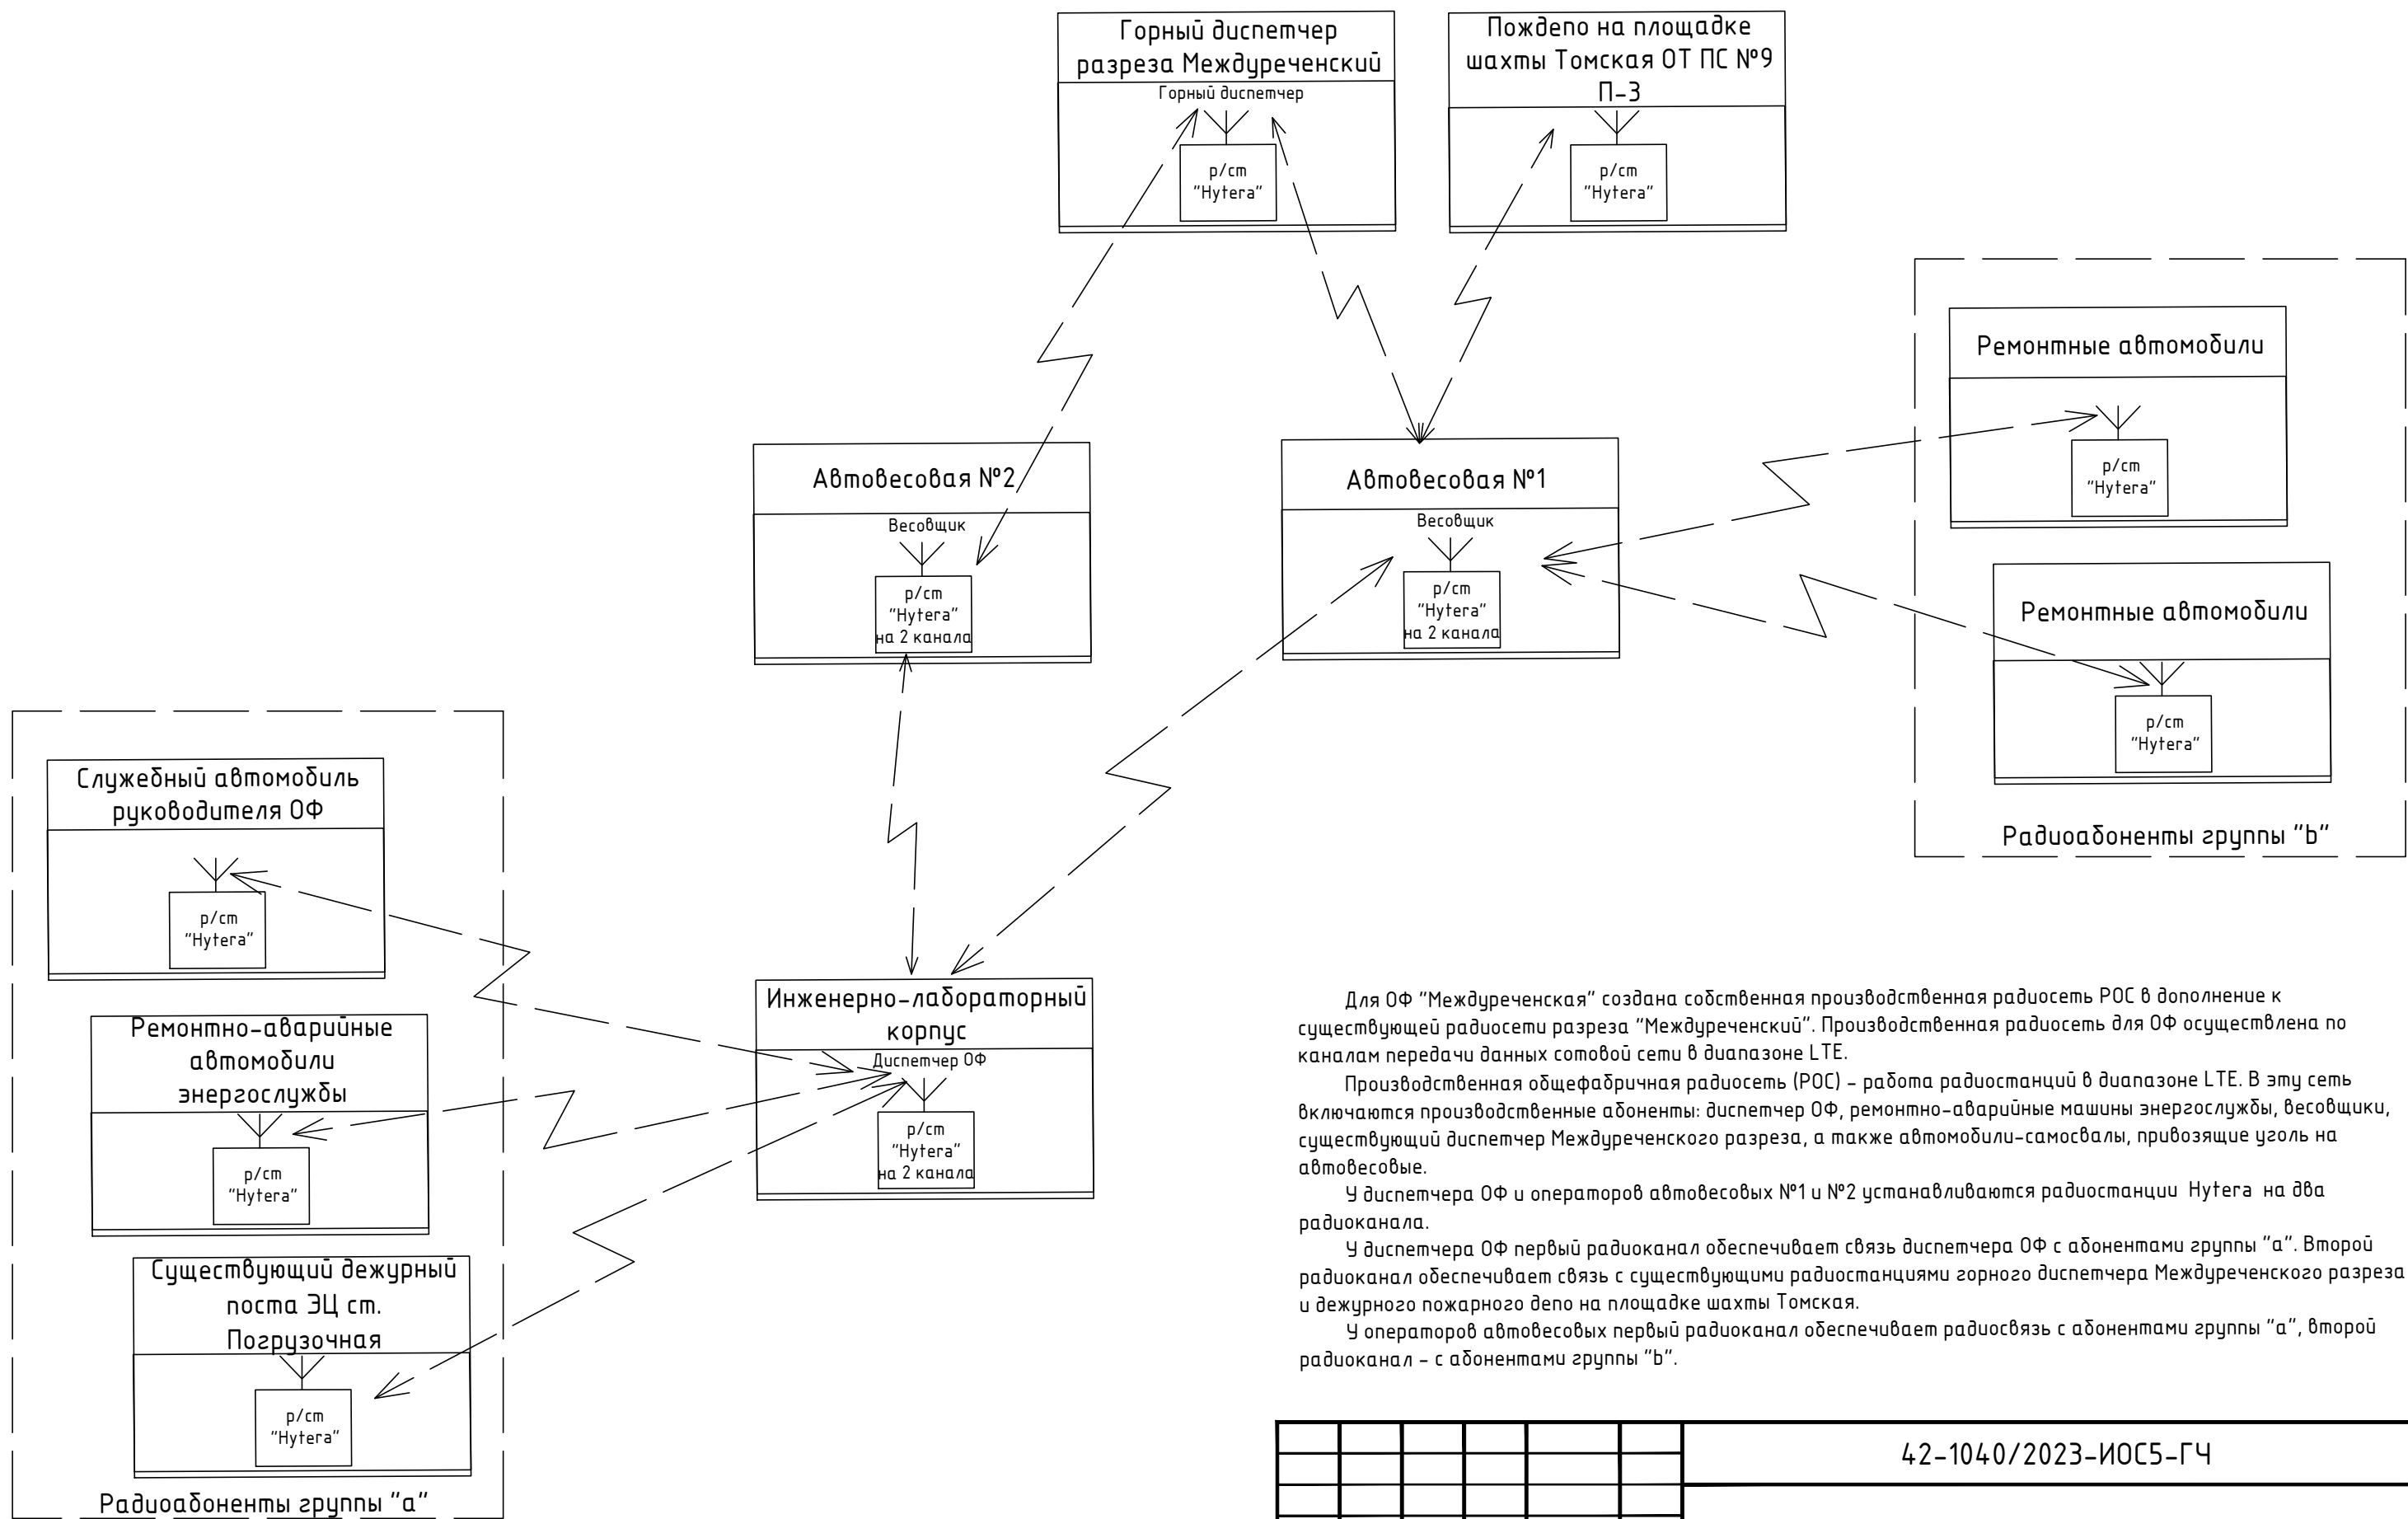 Горный диспетчер
разреза Междуреченский
Горный диспетчер
р/ст
"Hytera"
Пождепо на площадке
шахты Томская ОТ ПС №9
П-3
р/ст
"Hytera"
Ремонтные автомобили
р/ст
"Hytera"
Ремонтные автомобили
р/ст
"Hytera"
Радиоабоненты группы "b"
Автовесовая №2
Весовщик
р/ст
"Hytera"
на 2 канала
Автовесовая №1
Весовщик
р/ст
"Hytera"
на 2 канала
Служебный автомобиль
руководителя ОФ
р/ст
"Hytera"
Ремонтно-аварийные
автомобили
энергослужбы
р/ст
"Hytera"
Существующий дежурный
поста ЭЦ ст.
Погрузочная
р/ст
"Hytera"
Радиоабоненты группы "a"
Инженерно-лабораторный
корпус
Диспетчер ОФ
р/ст
"Hytera"
на 2 канала
Для ОФ "Междуреченская" создана собственная производственная радиосеть РОС в дополнение к
существующей радиосети разреза "Междуреченский". Производственная радиосеть для ОФ осуществлена по
каналам передачи данных сотовой сети в диапазоне LTE.
Производственная общефабричная радиосеть (РОС) - работа радиостанций в диапазоне LTE. В эту сеть
включаются производственные абоненты: диспетчер ОФ, ремонтно-аварийные машины энергослужбы, весовщики,
существующий диспетчер Междуреченского разреза, а также автомобили-самосвалы, привозящие уголь на
автовесовые.
У диспетчера ОФ и операторов автовесовых №1 и №2 устанавливаются радиостанции Hytera на два
радиоканала.
У диспетчера ОФ первый радиоканал обеспечивает связь диспетчера ОФ с абонентами группы "a". Второй
радиоканал обеспечивает связь с существующими радиостанциями горного диспетчера Междуреченского разреза
и дежурного пожарного депо на площадке шахты Томская.
У операторов автовесовых первый радиоканал обеспечивает радиосвязь с абонентами группы "a", второй
радиоканал - с абонентами группы "b".
42-1040/2023-ИОС5-ГЧ